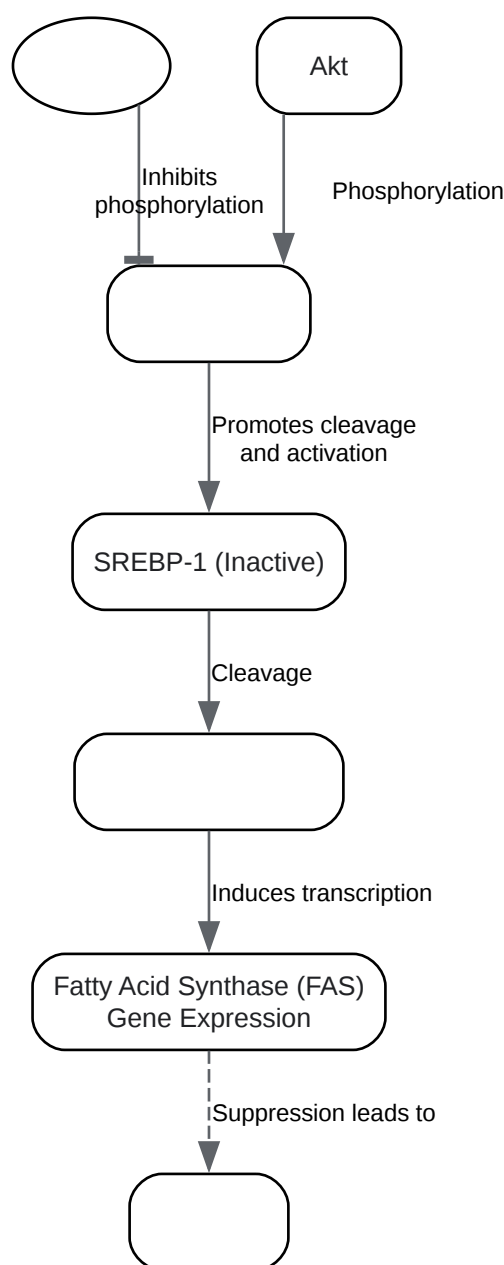 Akt
Inhibits
phosphorylation
Phosphorylation
Promotes cleavage
and activation
SREBP-1 (Inactive)
Cleavage
Induces transcription
Fatty Acid Synthase (FAS)
Gene Expression
Suppression leads to